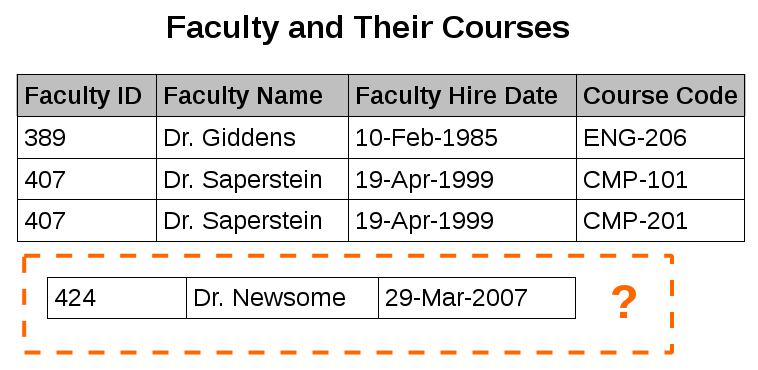 Faculty and Their Courses
Faculty ID Faculty Name Faculty Hire Date Course Code
389 Dr. Giddens 10-Feb-1985 ENG-206
407 Dr. Saperstein 19-Apr-1999 CMP-101
407 Dr. Saperstein 19-Apr-1999 CMP-201
424 Dr. Newsome 29-Mar-2007 ?